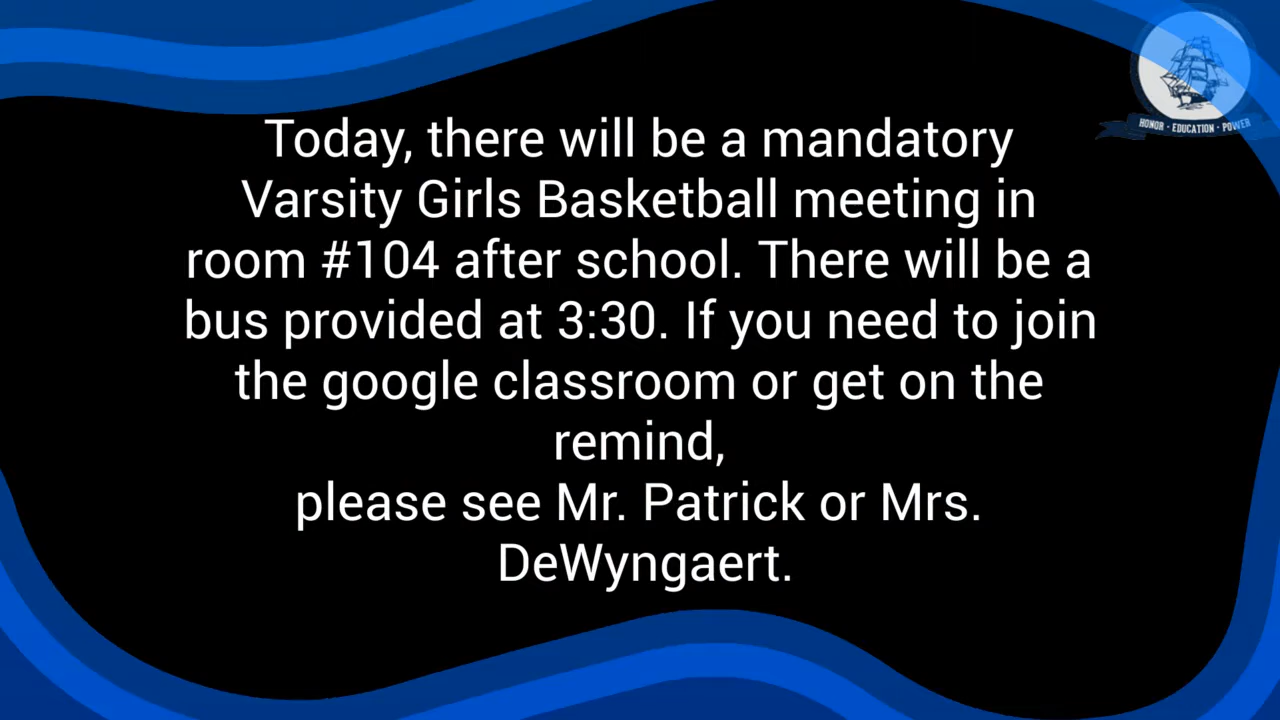 HONOR · EDUCATION · POWER
Today, there will be a mandatory
Varsity Girls Basketball meeting in
room #104 after school. There will be a
bus provided at 3:30. If you need to join
the google classroom or get on the
remind,
please see Mr. Patrick or Mrs.
DeWyngaert.